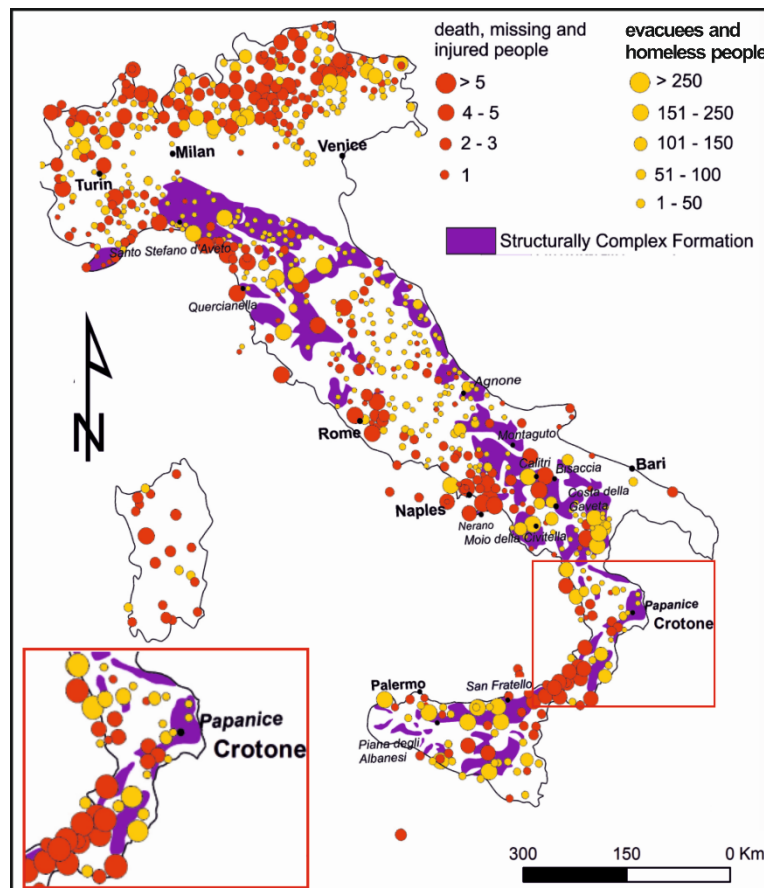 death, missing and
injured people
> 5
4 - 5
2 - 3
1
evacuees and
homeless people
> 250
151 - 250
101 - 150
51 - 100
1 - 50
Structurally Complex Formation
Milan
Venice
Turin
Santo Stefano d'Aveto
Quercianella
N
Agnone
Rome
Montaguto
Bari
Calitri
Bisaccia
Costa della
Gaveta
Naples
Nerano
Moio della Civitella
Papanice
Crotone
Palermo
San Fratello
Piana degli
Albanesi
Papanice
Crotone
300
150
0 Km